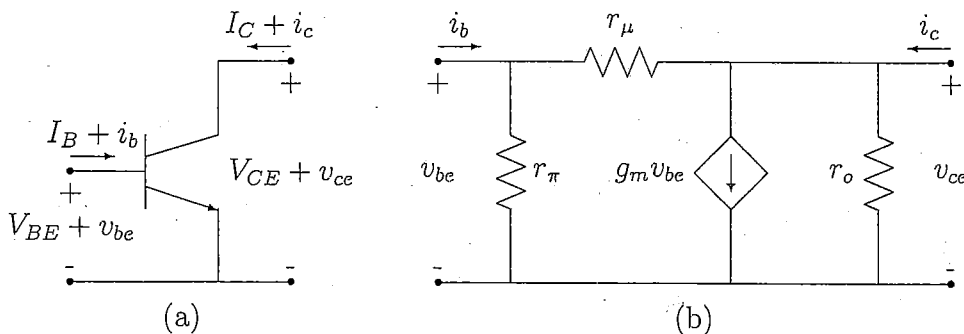 I_C + i_c
I_B + i_b
+
+
V_CE + v_ce
V_BE + v_be
-
-
(a)
i_b
r_μ
i_c
+
+
v_be
r_π
g_m v_be
r_o
v_ce
-
-
(b)